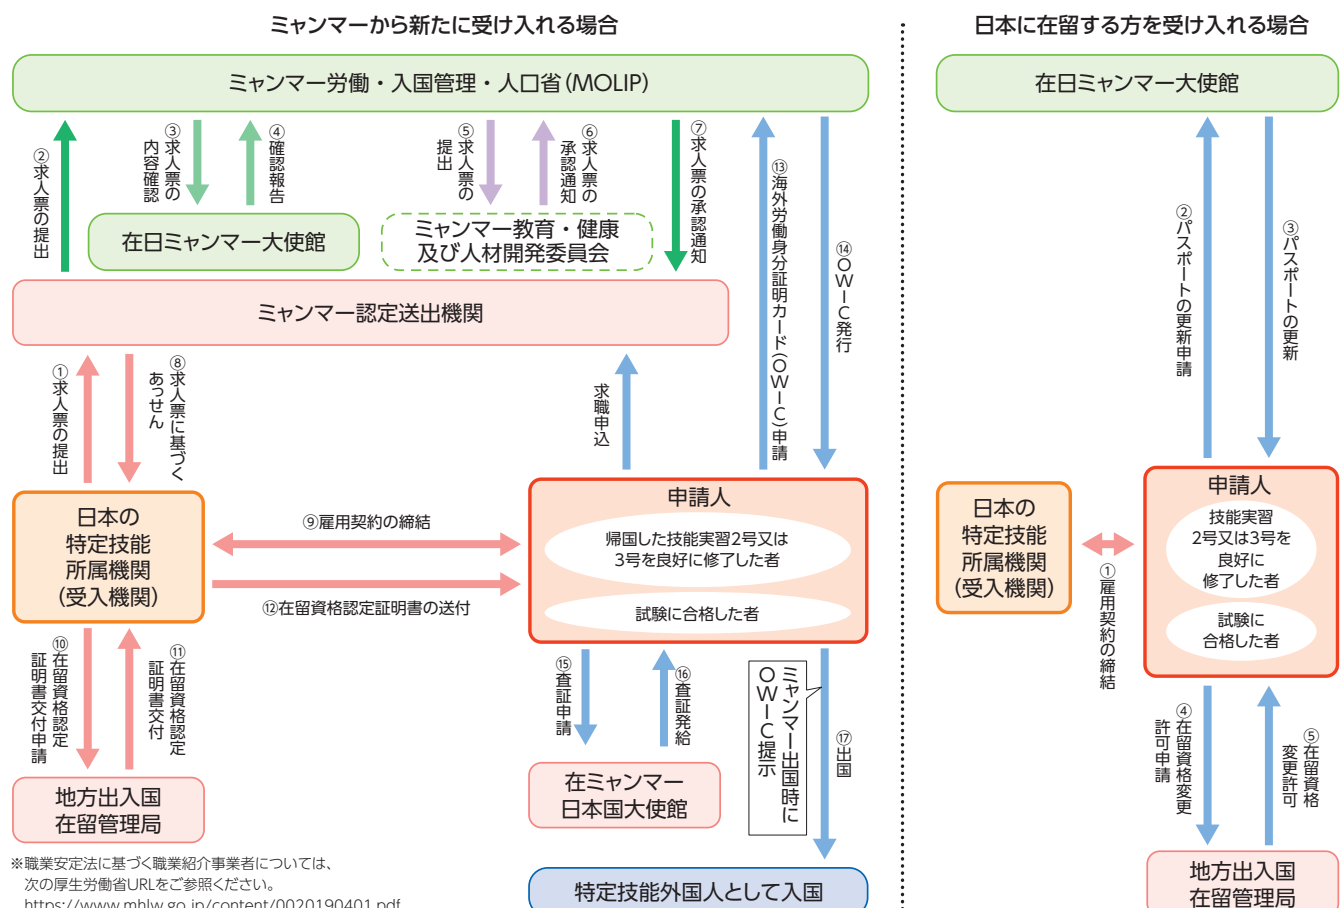 ミャンマーから新たに受け入れる場合
ミャンマー労働・入国管理・人口省(MOLIP)
②求人票の提出
③求人票の
内容確認
④確認報告
⑤求人票の
提出
⑥求人票の
承認通知
⑦求人票の承認通知
⑬海外労働身分証明カード(OWIC)申請
⑭OWIC発行
在日ミャンマー大使館
ミャンマー教育・健康
及び人材開発委員会
ミャンマー認定送出機関
①求人票の提出
⑧求人票に基づく
あっせん
求職申込
日本の
特定技能
所属機関
(受入機関)
⑨雇用契約の締結
⑫在留資格認定証明書の送付
申請人
帰国した技能実習2号又は
3号を良好に修了した者
試験に合格した者
⑩在留資格認定
証明書交付申請
⑪在留資格認定
証明書交付
⑮査証申請
⑯査証発給
ミャンマー出国時に
OWIC提示
⑰出国
地方出入国
在留管理局
在ミャンマー
日本国大使館
特定技能外国人として入国
※職業安定法に基づく職業紹介事業者については、
次の厚生労働省URLをご参照ください。
https://www.mhlw.go.jp/content/0020190401.pdf
日本に在留する方を受け入れる場合
在日ミャンマー大使館
②パスポートの更新申請
③パスポートの更新
日本の
特定技能
所属機関
(受入機関)
①雇用契約の締結
申請人
技能実習
2号又は3号を
良好に
修了した者
試験に
合格した者
④在留資格変更
許可申請
⑤在留資格
変更許可
地方出入国
在留管理局